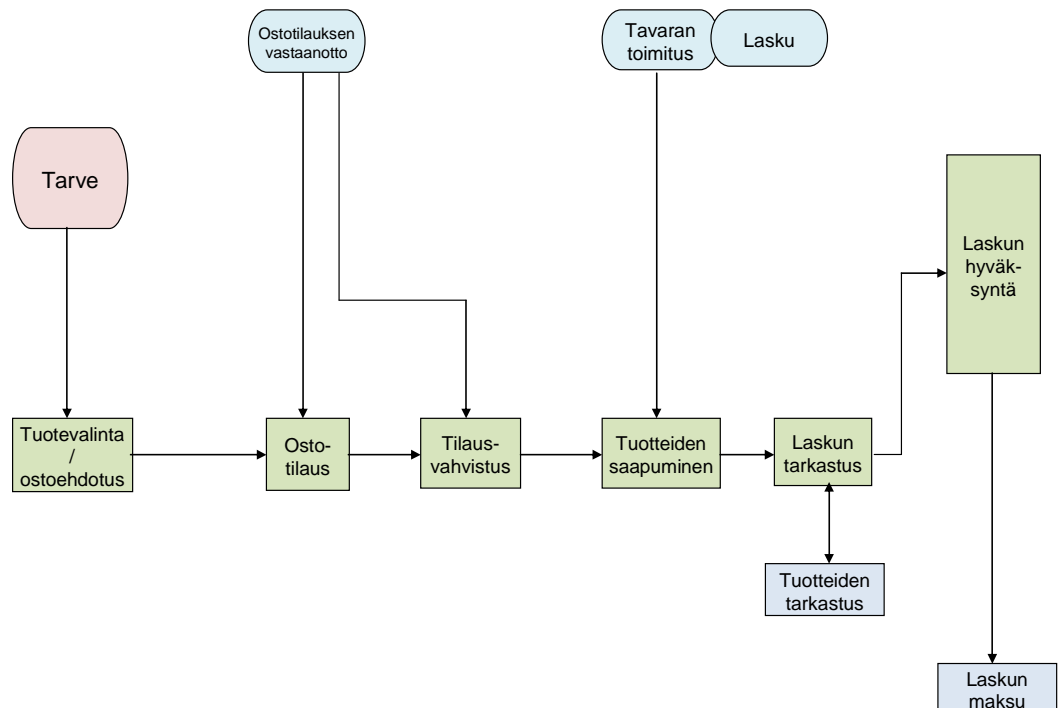 Ostotilauksen
vastaanotto
Tavaran
toimitus
Lasku
Tarve
Laskun
hyväk-
syntä
Tuotevalinta
/
ostoehdotus
Osto-
tilaus
Tilaus-
vahvistus
Tuotteiden
saapuminen
Laskun
tarkastus
Tuotteiden
tarkastus
Laskun
maksu